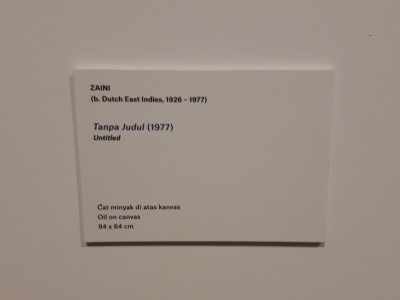 ZAINI
(b. Dutch East Indies, 1926 - 1977)
Tanpa Judul (1977)
Untitled
Cat minyak di atas kanvas
Oil on canvas
94 x 64 cm